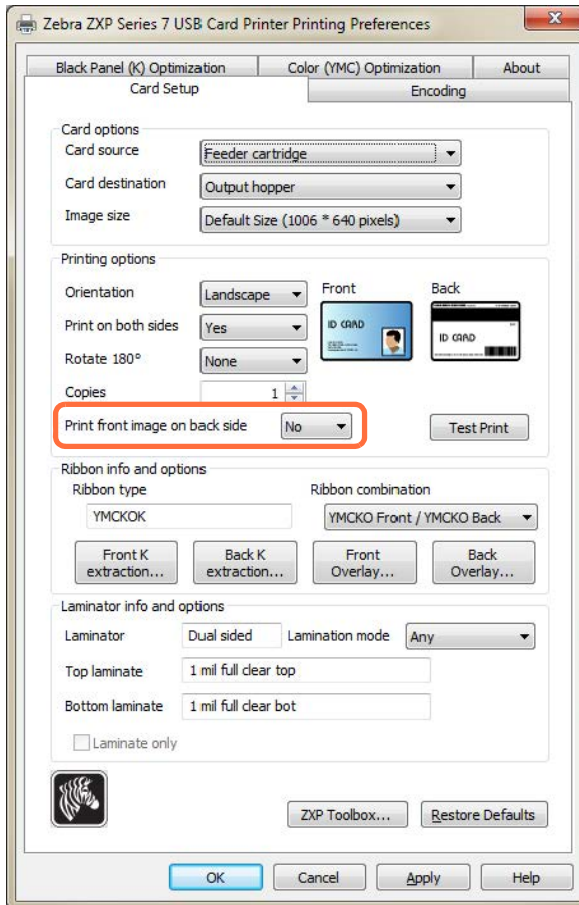 Zebra ZXP Series 7 USB Card Printer Printing Preferences
Black Panel (K) Optimization Color (YMC) Optimization About
Card Setup Encoding
Card options
Card source Feeder cartridge
Card destination Output hopper
Image size Default Size (1006 * 640 pixels)
Printing options
Orientation Landscape Front Back
Print on both sides Yes
ID CARD ID CARD
Rotate 180° None
Copies 1
Print front image on back side No Test Print
Ribbon info and options
Ribbon type Ribbon combination
YMCKOK YMCKO Front / YMCKO Back
Front K Back K Front Back
extraction... extraction... Overlay... Overlay...
Laminator info and options
Laminator Dual sided Lamination mode Any
Top laminate 1 mil full clear top
Bottom laminate 1 mil full clear bot
Laminate only
ZXP Toolbox... Restore Defaults
OK Cancel Apply Help